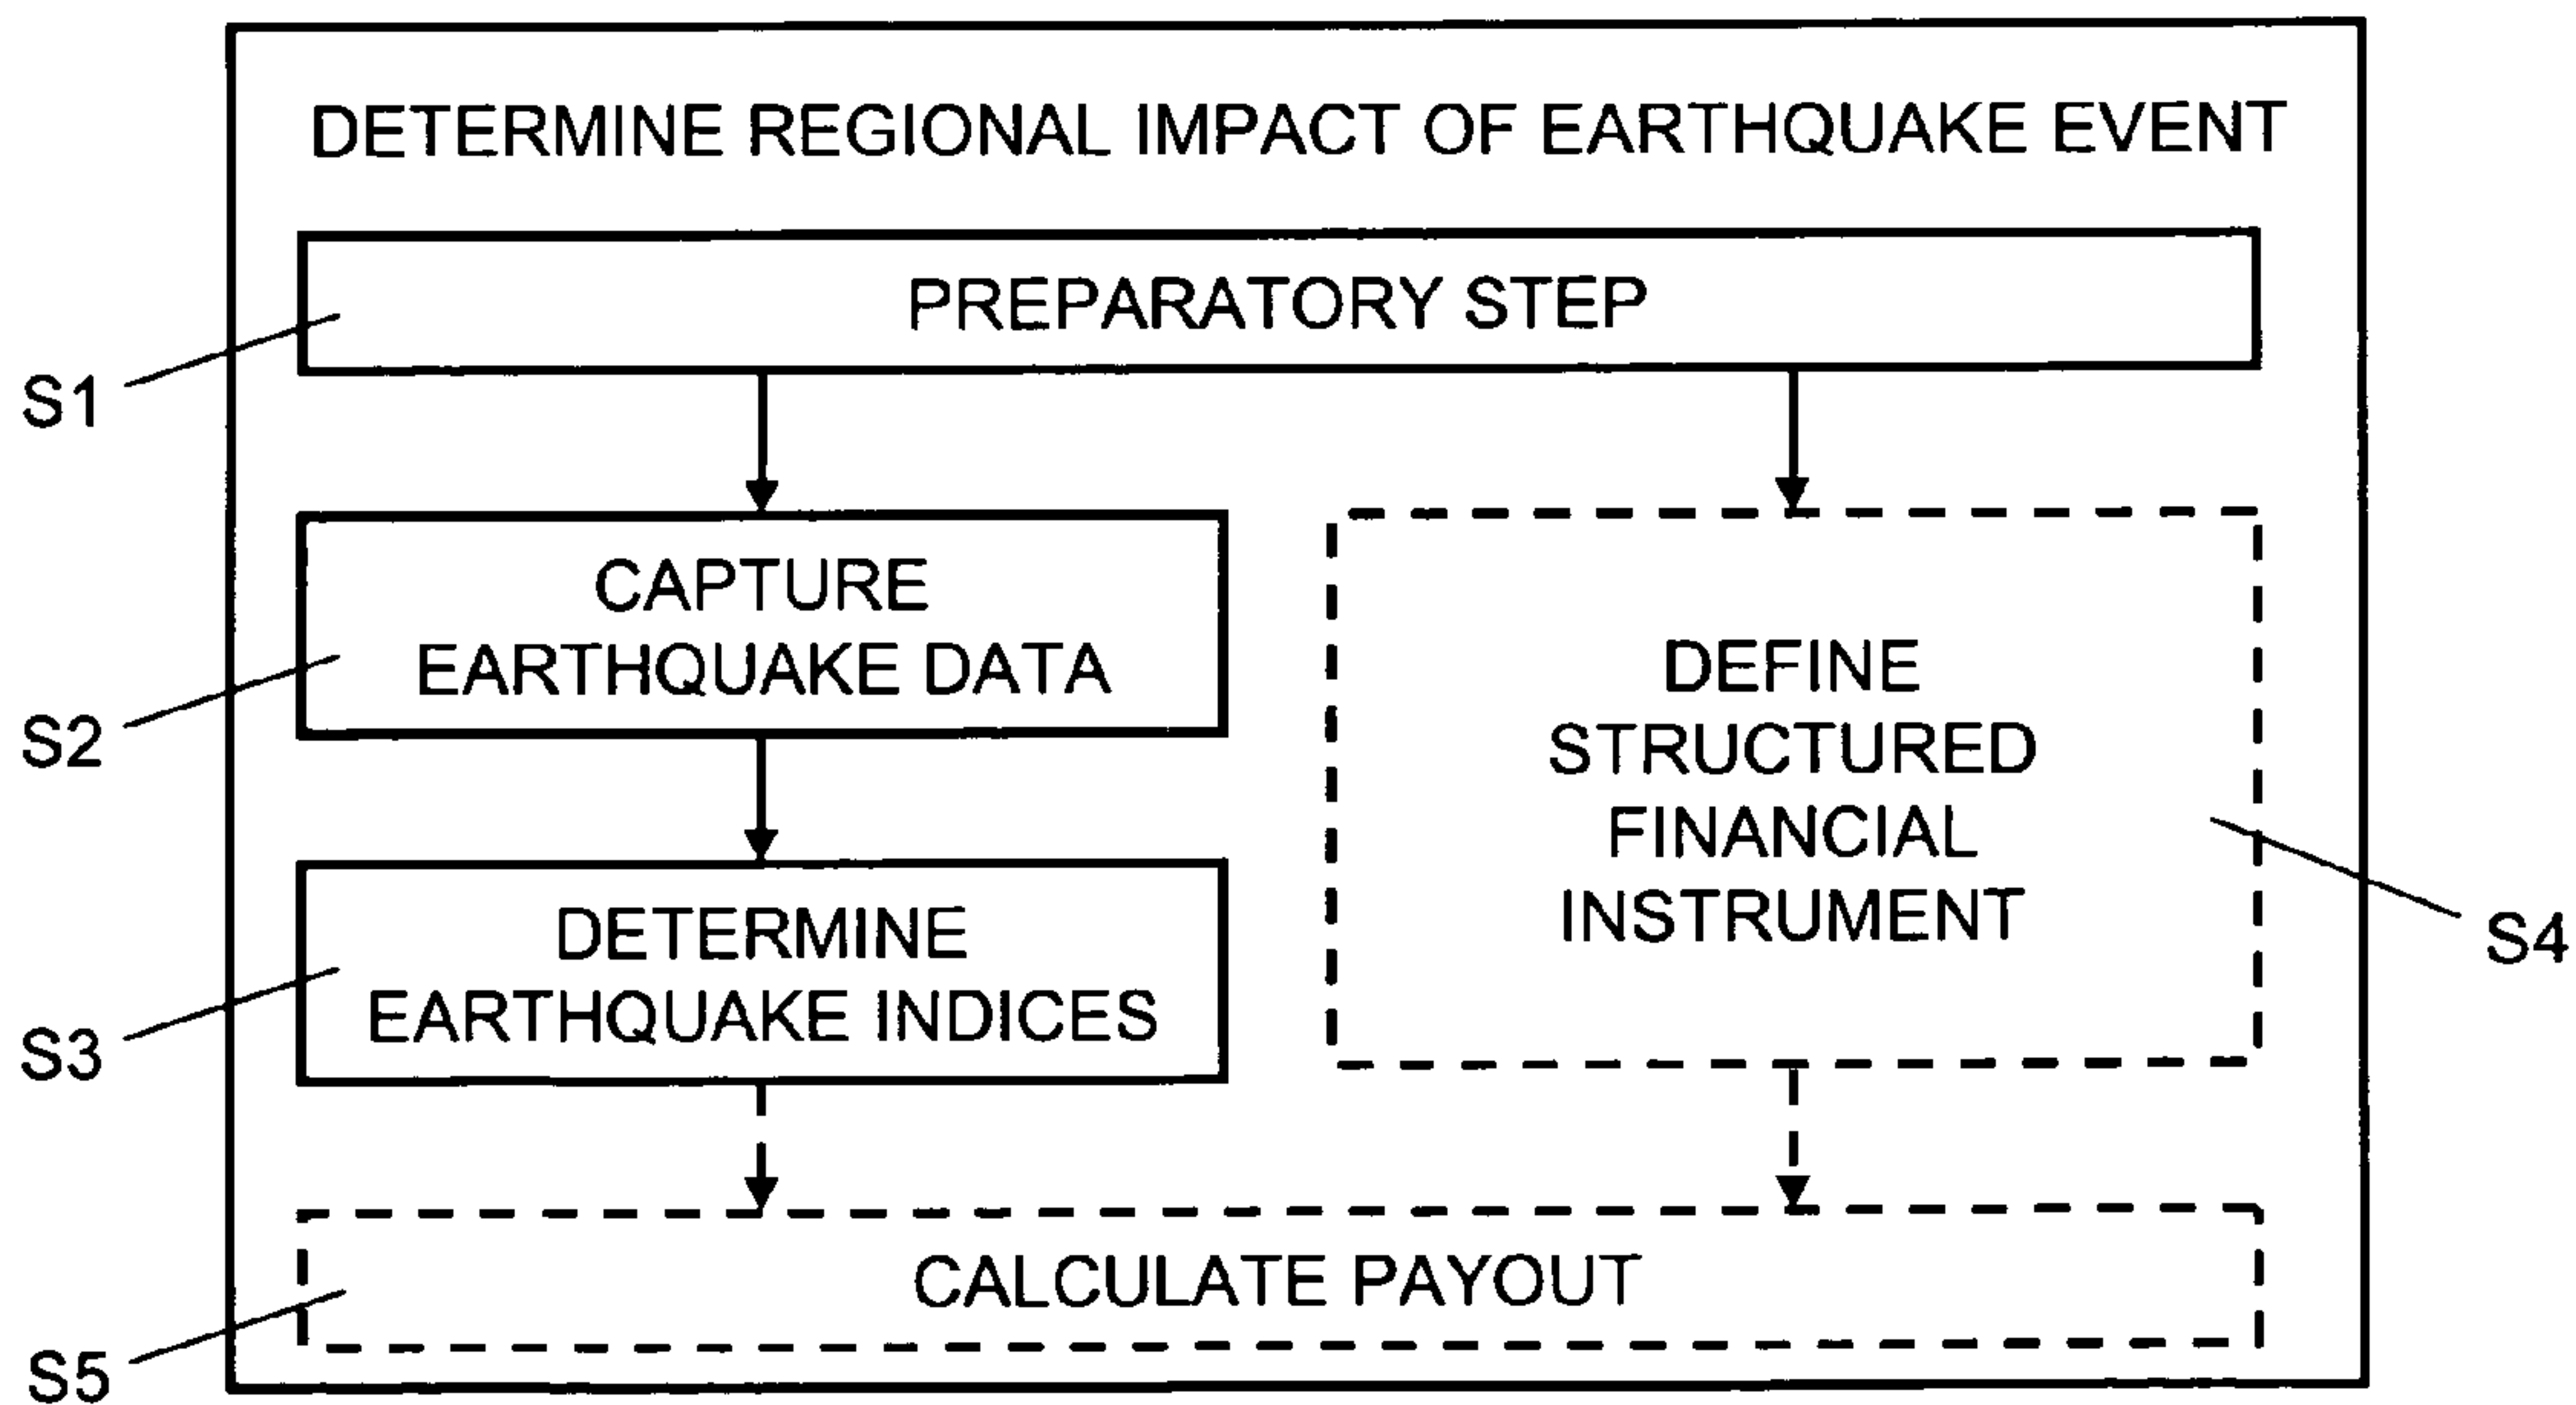 DETERMINE REGIONAL IMPACT OF EARTHQUAKE EVENT
PREPARATORY STEP
S1
CAPTURE
EARTHQUAKE DATA
S2
DEFINE
STRUCTURED
FINANCIAL
INSTRUMENT
S4
DETERMINE
EARTHQUAKE INDICES
S3
CALCULATE PAYOUT
S5